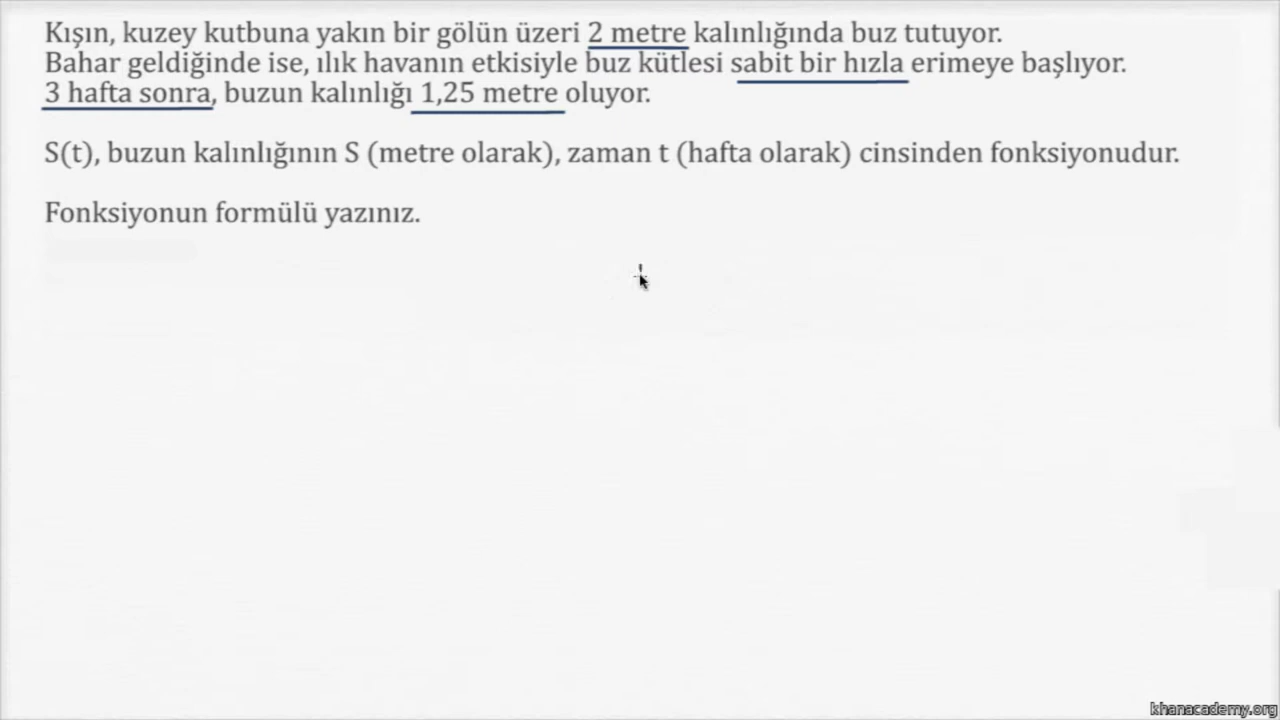 Kışın, kuzey kutbuna yakın bir gölün üzeri 2 metre kalınlığında buz tutuyor.
Bahar geldiğinde ise, ılık havanın etkisiyle buz kütlesi sabit bir hızla erimeye başlıyor.
3 hafta sonra, buzun kalınlığı 1,25 metre oluyor.
S(t), buzun kalınlığının S (metre olarak), zaman t (hafta olarak) cinsinden fonksiyonudur.
Fonksiyonun formülü yazınız.
khanacademy.org